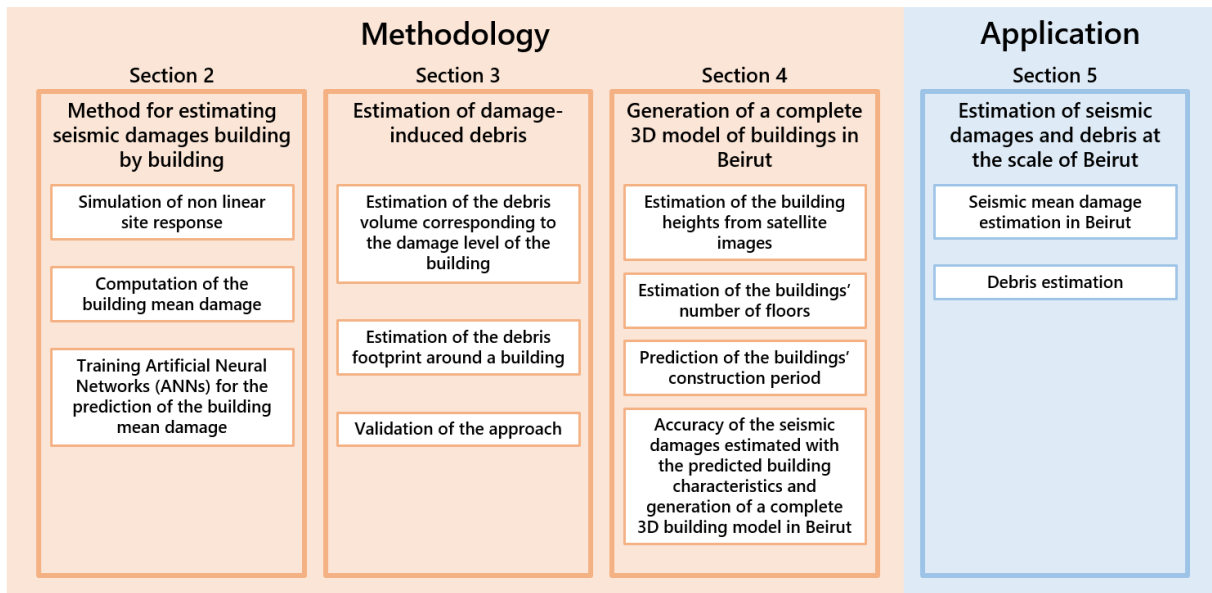 Methodology
Section 2
Method for estimating
seismic damages building
by building
Simulation of non linear
site response
Computation of the
building mean damage
Training Artificial Neural
Networks (ANNs) for the
prediction of the building
mean damage
Section 3
Estimation of damage-
induced debris
Estimation of the debris
volume corresponding to
the damage level of the
building
Estimation of the debris
footprint around a building
Validation of the approach
Section 4
Generation of a complete
3D model of buildings in
Beirut
Estimation of the building
heights from satellite
images
Estimation of the buildings’
number of floors
Prediction of the buildings’
construction period
Accuracy of the seismic
damages estimated with
the predicted building
characteristics and
generation of a complete
3D building model in Beirut
Application
Section 5
Estimation of seismic
damages and debris at
the scale of Beirut
Seismic mean damage
estimation in Beirut
Debris estimation